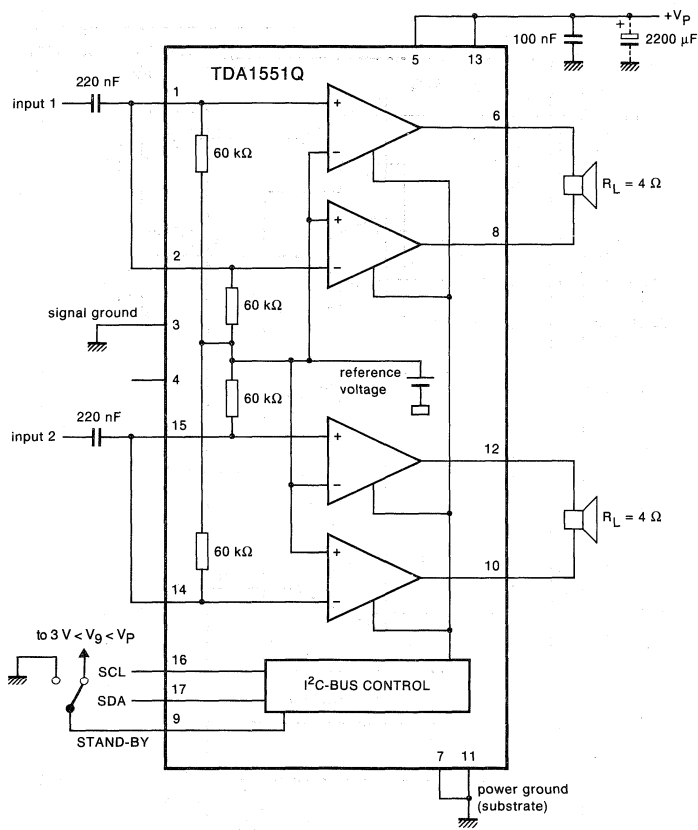 +VP
100 nF
+
2200 µF
5
13
TDA1551Q
220 nF
input 1
1
+
−
6
60 kΩ
RL = 4 Ω
+
−
8
2
60 kΩ
signal ground
3
4
60 kΩ
reference
voltage
220 nF
input 2
15
+
−
12
RL = 4 Ω
60 kΩ
+
−
10
14
to 3 V < V9 < VP
SCL
16
SDA
17
9
STAND-BY
I²C-BUS CONTROL
7
11
power ground
(substrate)